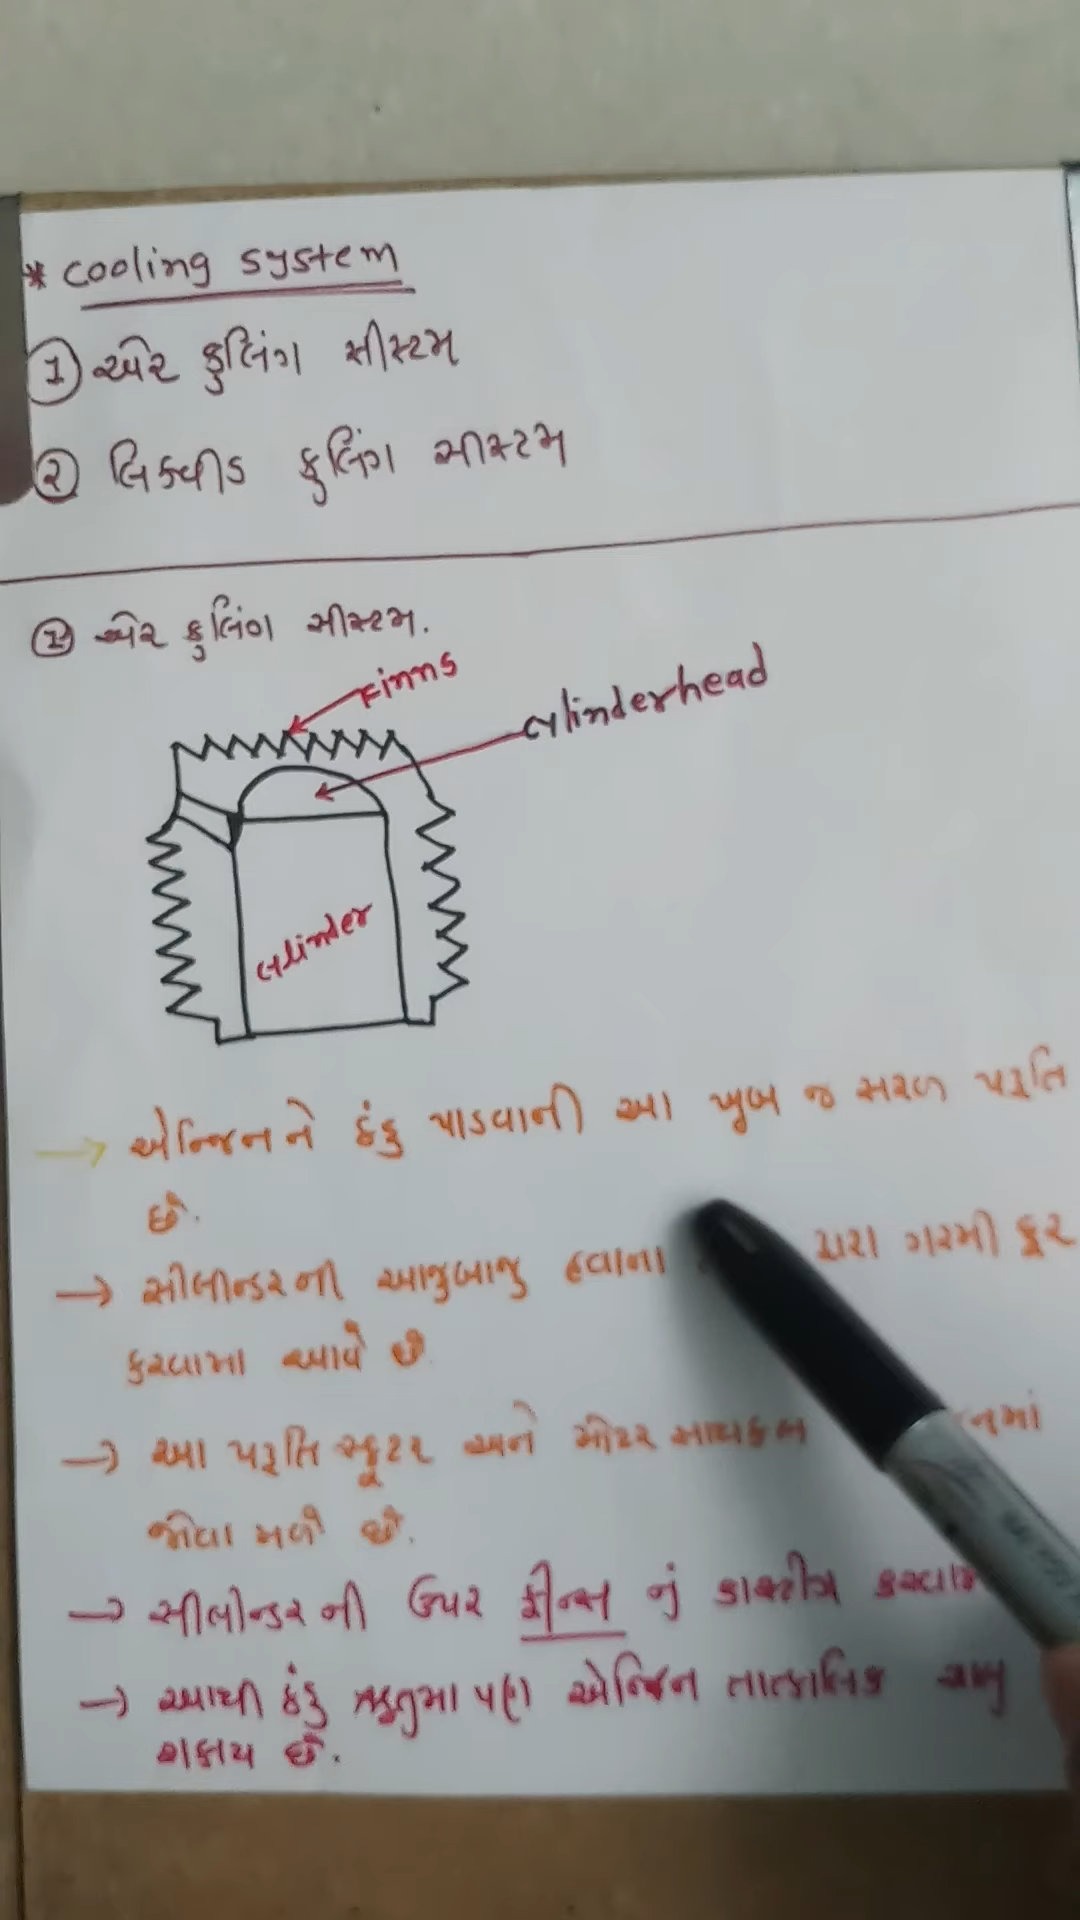 * Cooling system
① એર કુલિંગ સીસ્ટમ
② લિકવીડ કુલિંગ સીસ્ટમ
① એર કુલિંગ સીસ્ટમ.
Finns
cylinderhead
cylinder
→ એન્જિનને ઠંડુ પાડવાની આ ખૂબ જ સરળ પદ્ધતિ
છે.
→ સીલીન્ડરની આજુબાજુ હવાના દ્વારા ગરમી દૂર
કરવામા આવે છે
→ આ પદ્ધતિ સ્કૂટર અને મોટર સાયકલ
જોવા મળે છે.
→ સીલીન્ડરની ઉપર ફીન્સ નું કાસ્ટીંગ
→ આથી ઠંડુ ઋતુમા પણ એન્જિન તાત્કાલિક ચાલુ
શકાય છે.